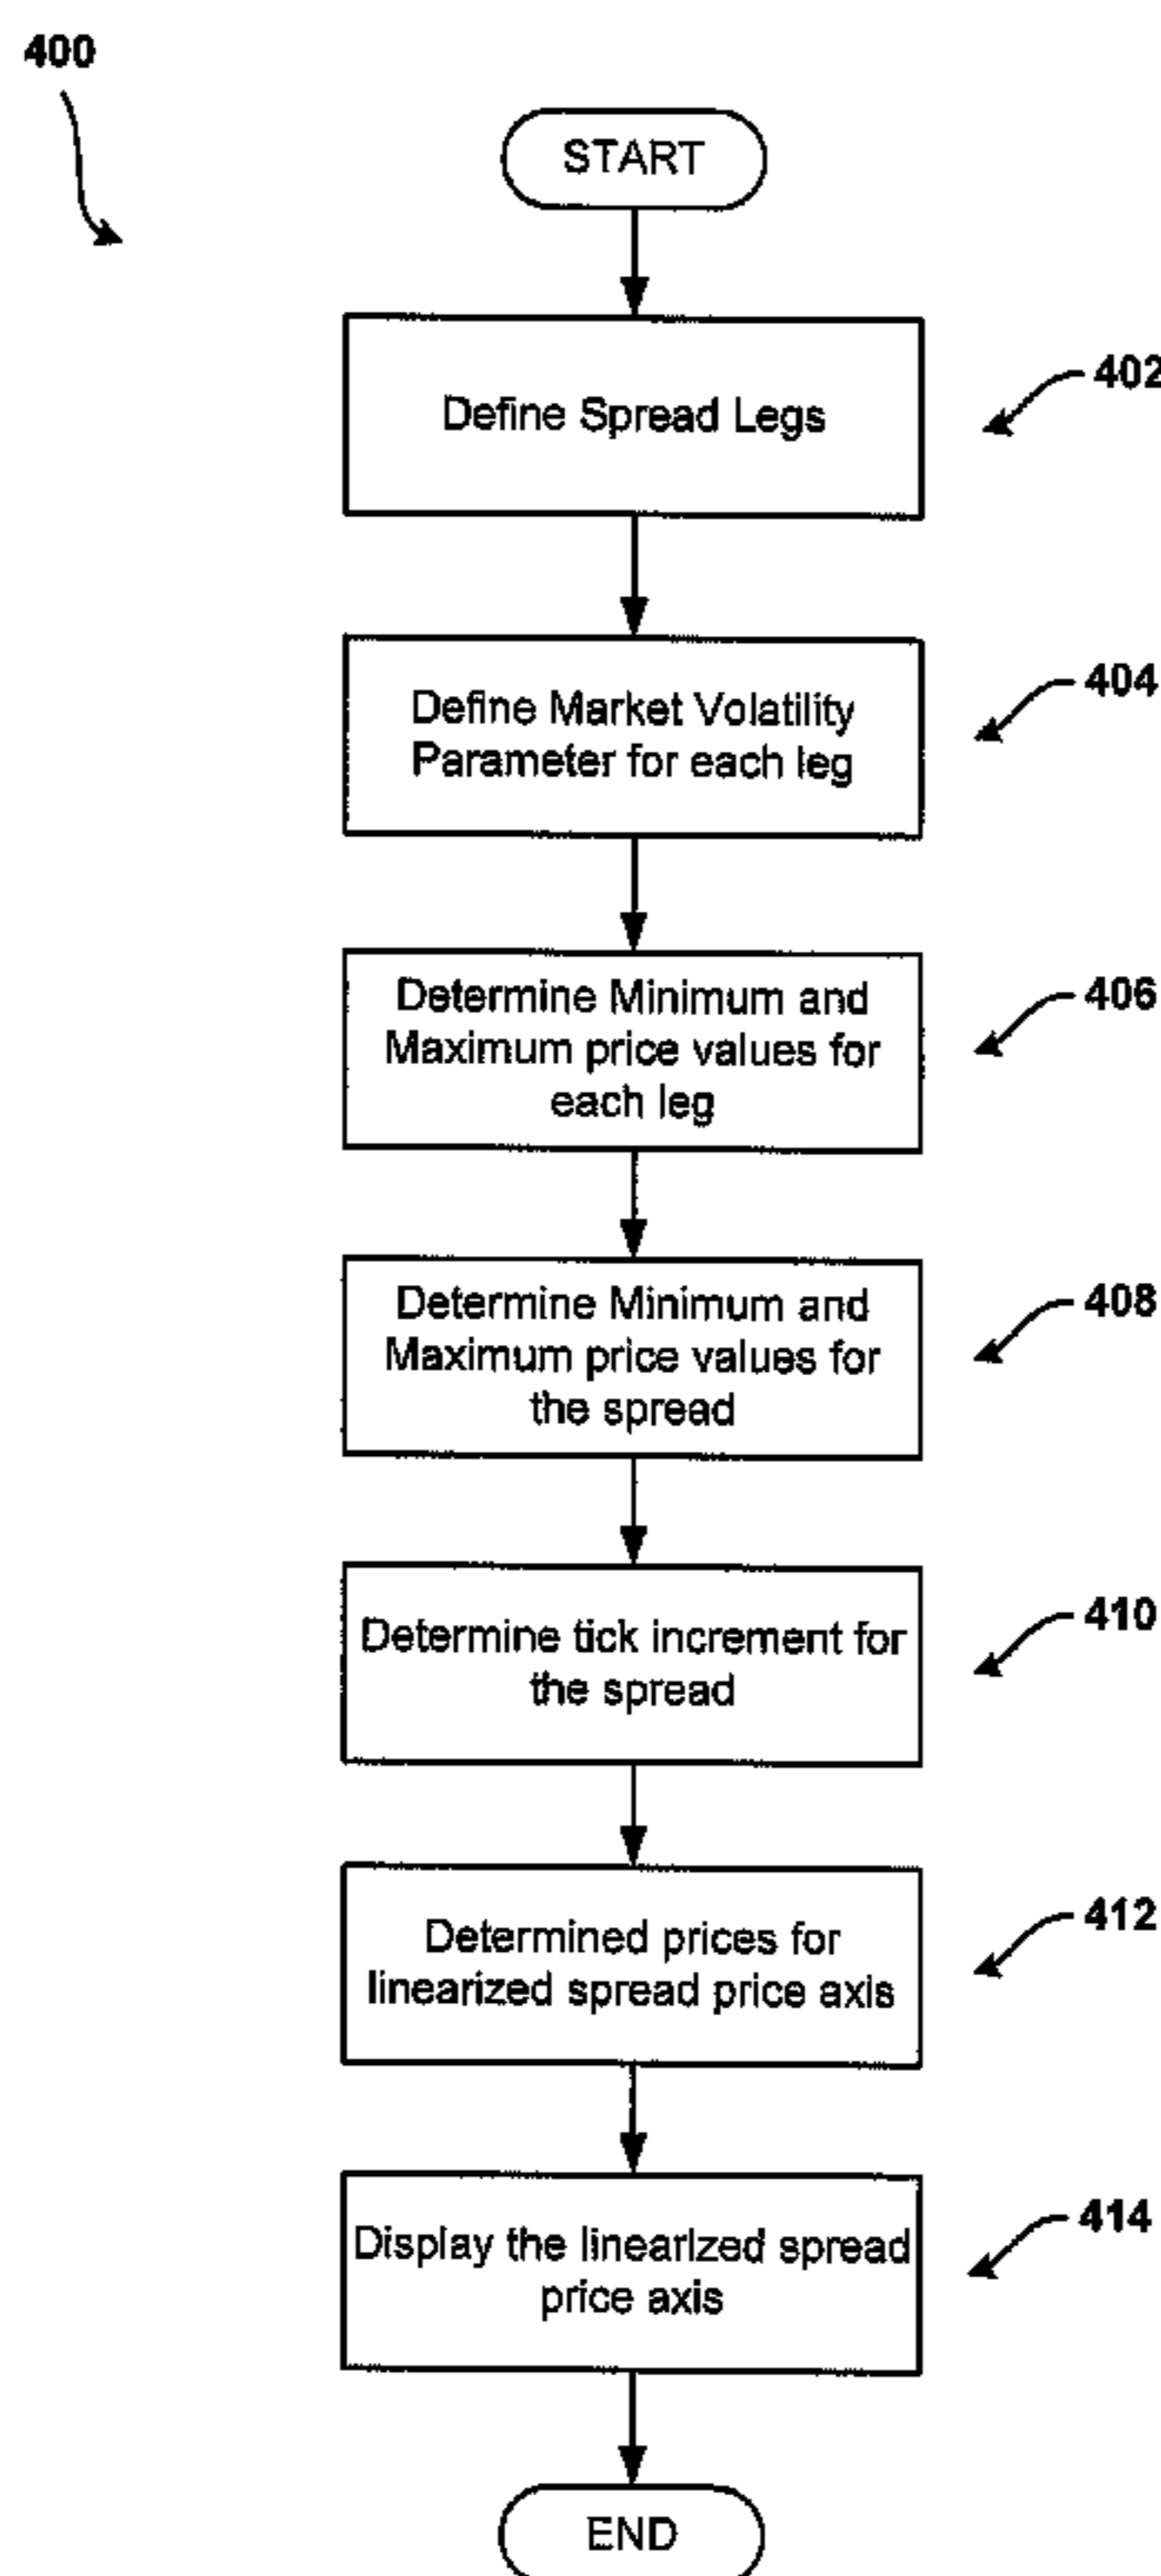 400
START
Define Spread Legs
402
Define Market Volatility
Parameter for each leg
404
Determine Minimum and
Maximum price values for
each leg
406
Determine Minimum and
Maximum price values for
the spread
408
Determine tick increment for
the spread
410
Determined prices for
linearized spread price axis
412
Display the linearized spread
price axis
414
END